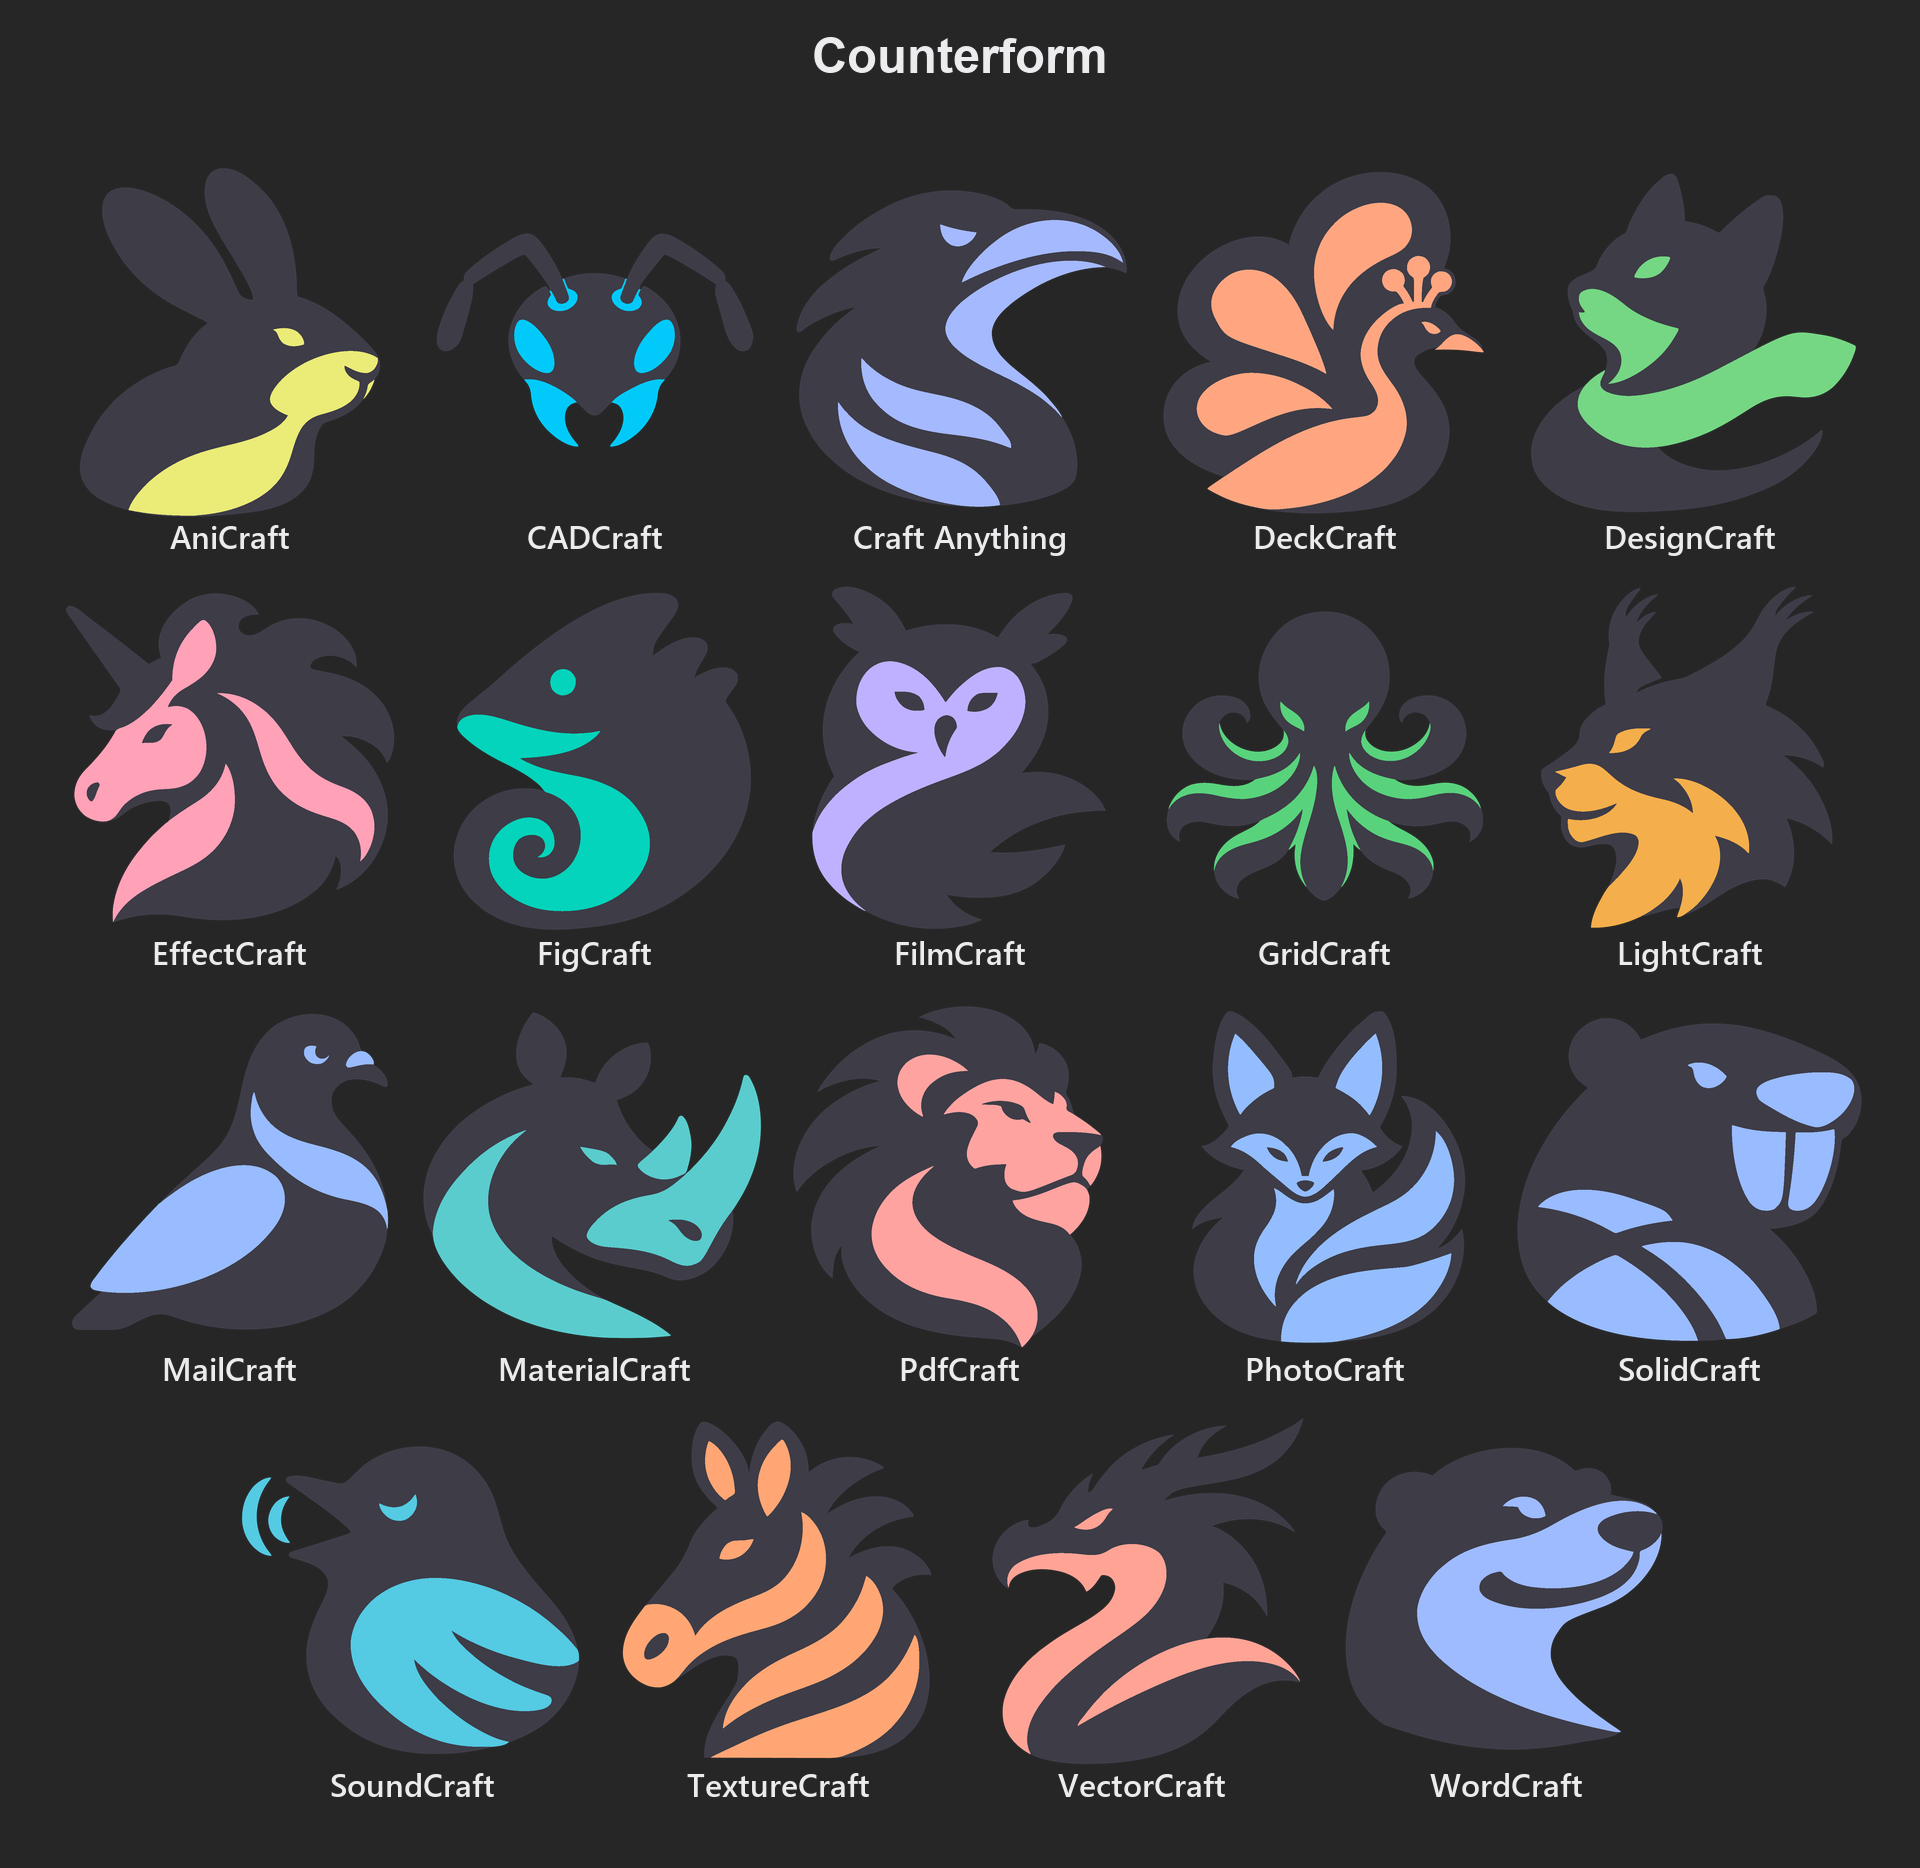 Counterform
AniCraft
CADCraft
Craft Anything
DeckCraft
DesignCraft
EffectCraft
FigCraft
FilmCraft
GridCraft
LightCraft
MailCraft
MaterialCraft
PdfCraft
PhotoCraft
SolidCraft
SoundCraft
TextureCraft
VectorCraft
WordCraft